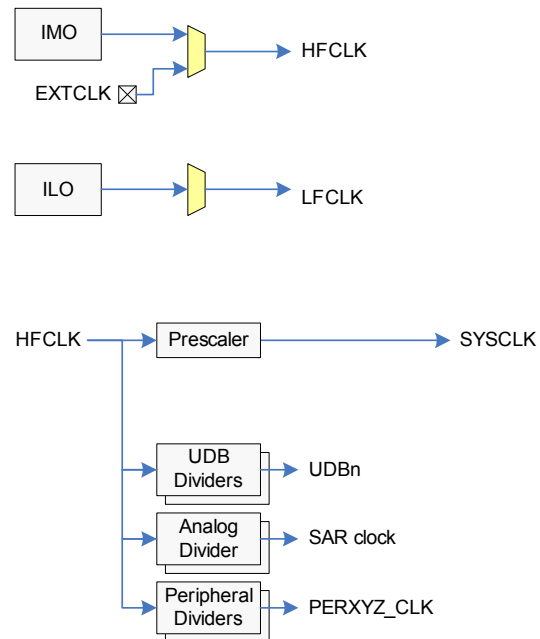 IMO
HFCLK
EXTCLK
ILO
LFCLK
HFCLK
Prescaler
SYSCLK
UDB
Dividers
UDBn
Analog
Divider
SAR clock
Peripheral
Dividers
PERXYZ_CLK